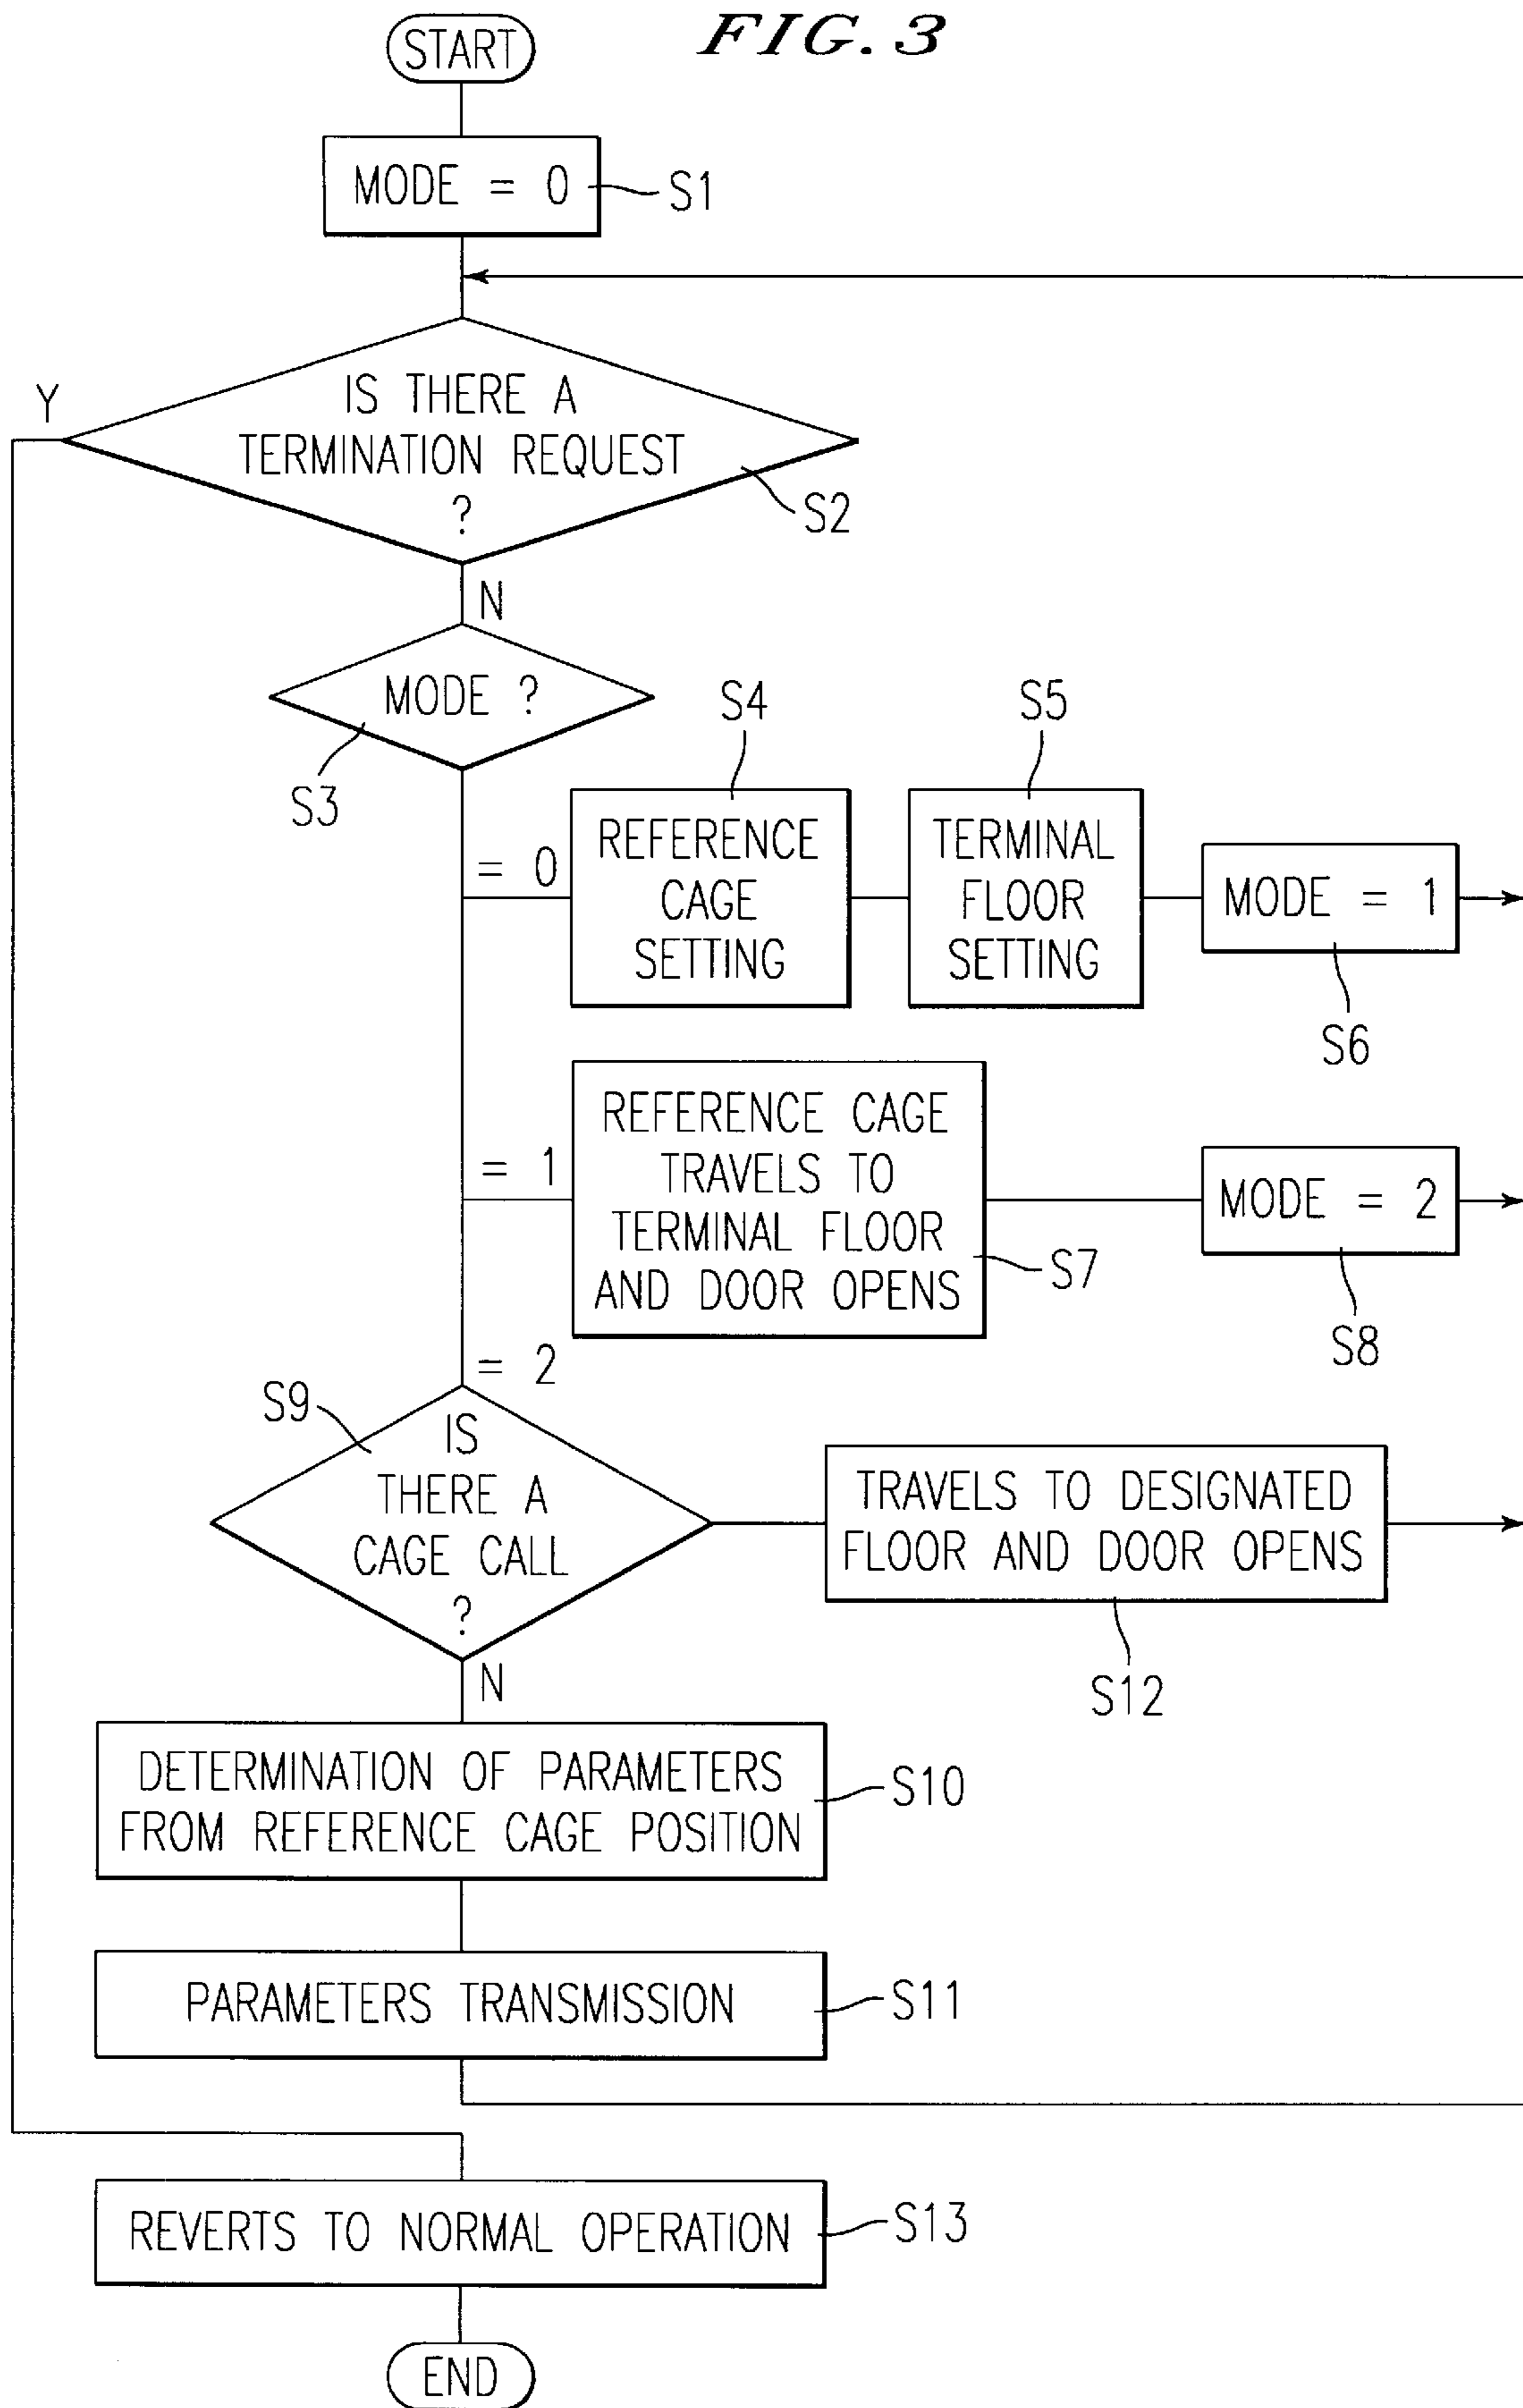 FIG. 3
START
MODE = 0
S1
Y
IS THERE A
TERMINATION REQUEST
?
S2
N
MODE ?
S3
S4
S5
= 0
REFERENCE
CAGE
SETTING
TERMINAL
FLOOR
SETTING
MODE = 1
S6
= 1
REFERENCE CAGE
TRAVELS TO
TERMINAL FLOOR
AND DOOR OPENS
S7
MODE = 2
S8
= 2
S9
IS
THERE A
CAGE CALL
?
TRAVELS TO DESIGNATED
FLOOR AND DOOR OPENS
S12
N
DETERMINATION OF PARAMETERS
FROM REFERENCE CAGE POSITION
S10
PARAMETERS TRANSMISSION
S11
REVERTS TO NORMAL OPERATION
S13
END